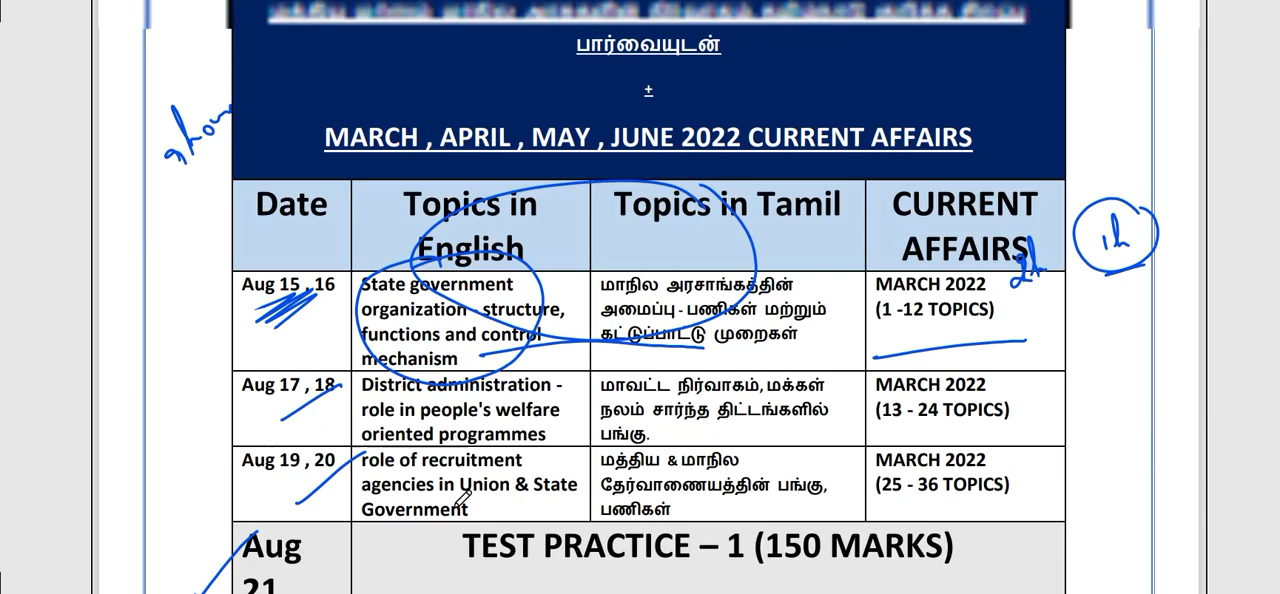 பார்வையுடன்
+
MARCH , APRIL , MAY , JUNE 2022 CURRENT AFFAIRS
Date
Topics in
English
Topics in Tamil
CURRENT
AFFAIRS
1h
2h
Aug 15 , 16
State government
organization - structure,
functions and control
mechanism
மாநில அரசாங்கத்தின்
அமைப்பு - பணிகள் மற்றும்
கட்டுப்பாட்டு முறைகள்
MARCH 2022
(1 -12 TOPICS)
Aug 17 , 18
District administration -
role in people's welfare
oriented programmes
மாவட்ட நிர்வாகம், மக்கள்
நலம் சார்ந்த திட்டங்களில்
பங்கு.
MARCH 2022
(13 - 24 TOPICS)
Aug 19 , 20
role of recruitment
agencies in Union & State
Government
மத்திய & மாநில
தேர்வாணையத்தின் பங்கு,
பணிகள்
MARCH 2022
(25 - 36 TOPICS)
Aug
21
TEST PRACTICE – 1 (150 MARKS)